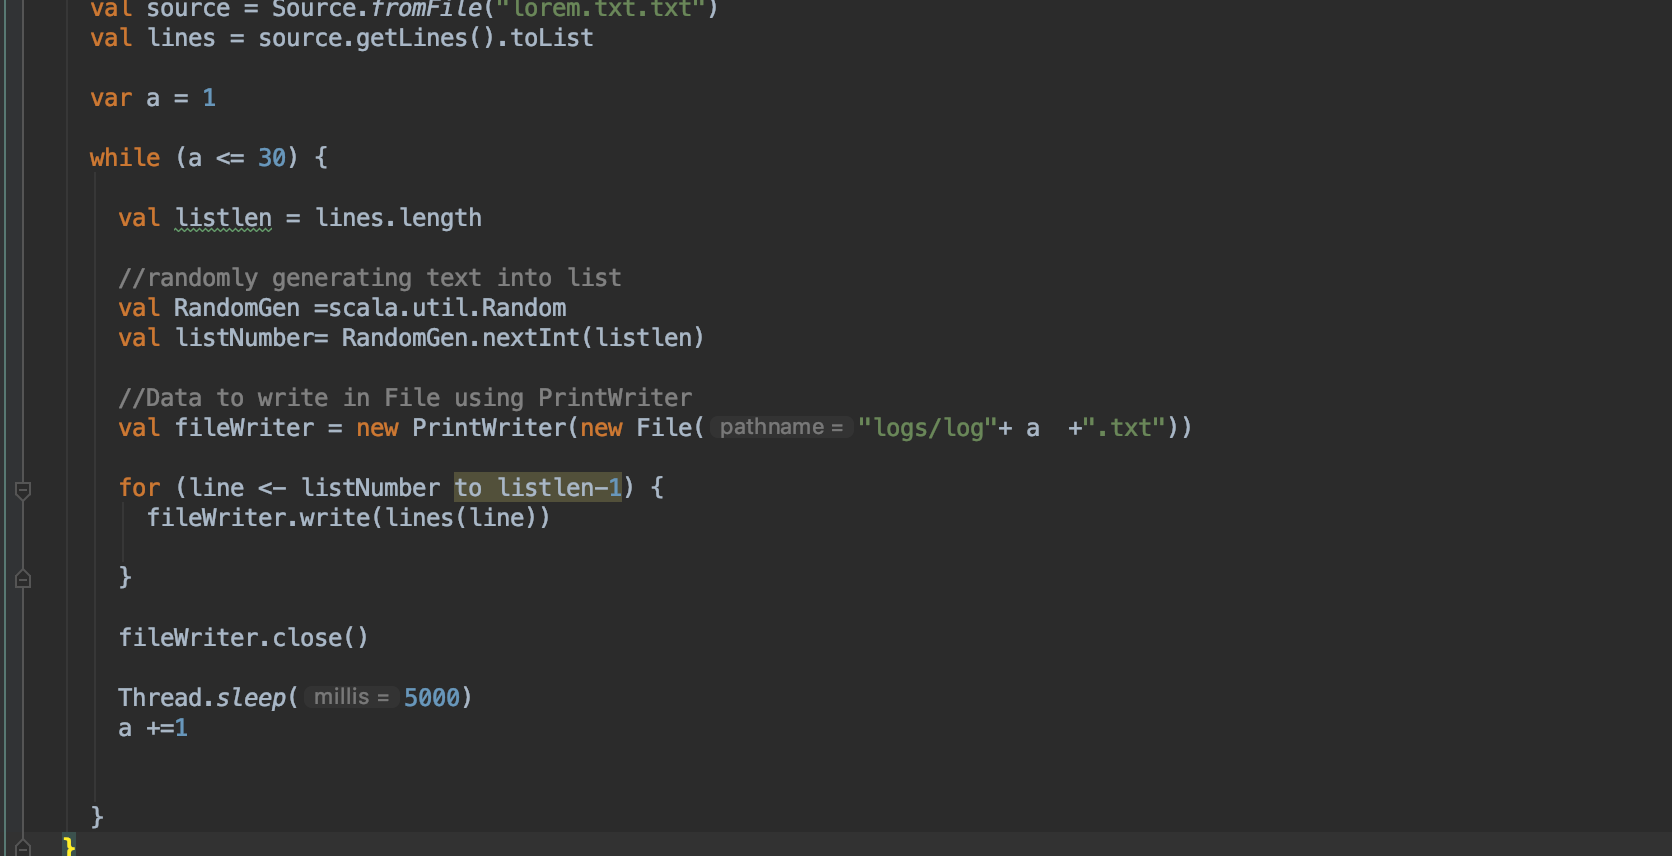 val source = Source.fromFile("lorem.txt.txt")
val lines = source.getLines().toList
var a = 1
while (a <= 30) {
val listlen = lines.length
//randomly generating text into list
val RandomGen =scala.util.Random
val listNumber= RandomGen.nextInt(listlen)
//Data to write in File using PrintWriter
val fileWriter = new PrintWriter(new File( pathname = "logs/log"+ a  +".txt"))
for (line <- listNumber to listlen-1) {
fileWriter.write(lines(line))
}
fileWriter.close()
Thread.sleep( millis = 5000)
a +=1
}
}